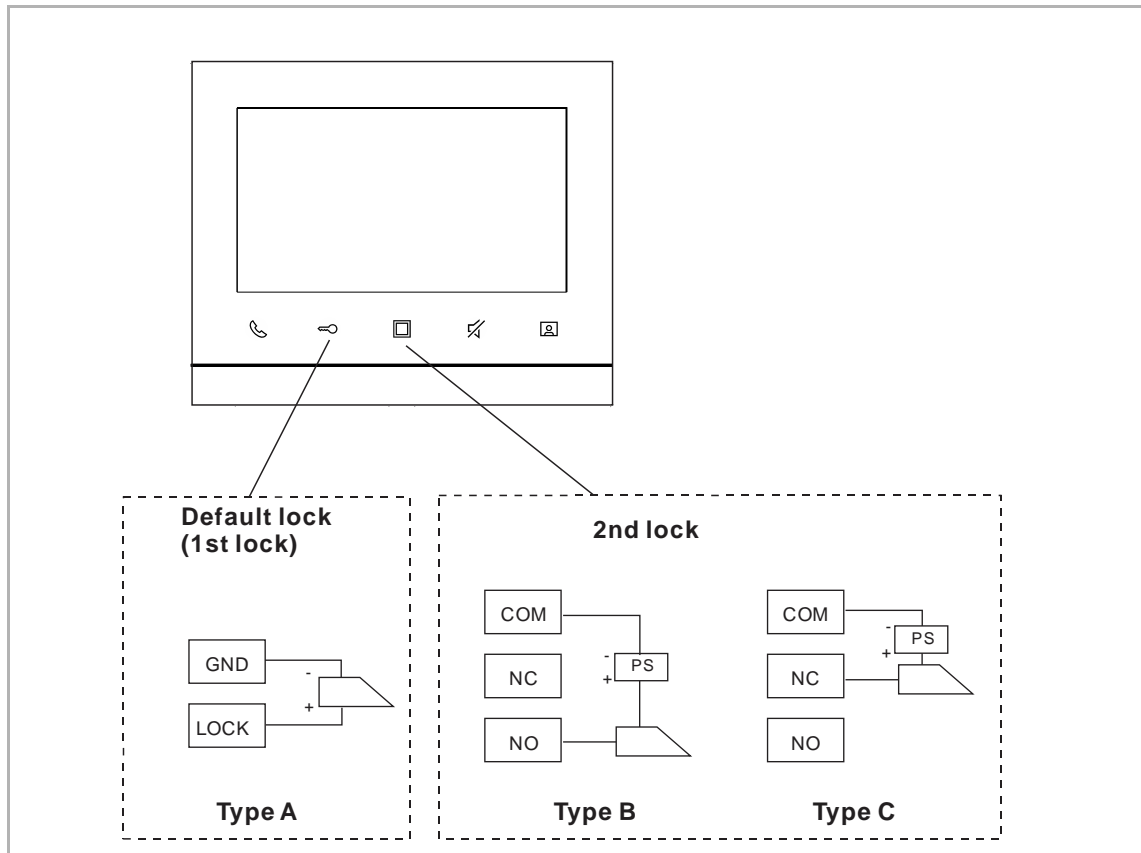 Default lock
(1st lock)
2nd lock
GND
-
+
LOCK
COM
-
PS
+
NC
NO
COM
-
PS
+
NC
NO
Type A
Type B
Type C